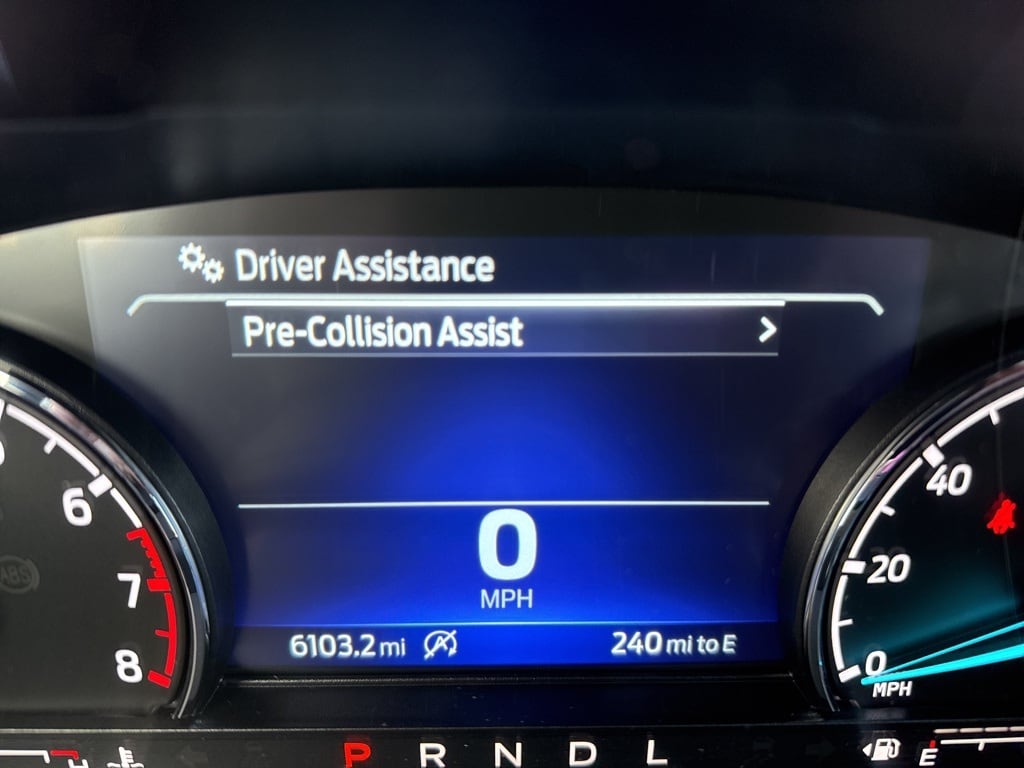 Driver Assistance
Pre-Collision Assist
6
7
8
ABS
40
20
0
MPH
0
MPH
6103.2 mi
240 mi to E
H
P R N D L
E